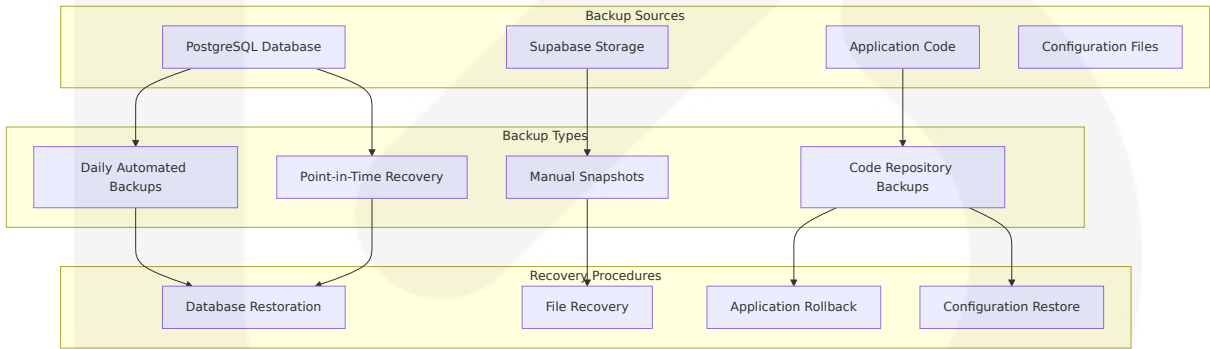 Backup Sources
PostgreSQL Database
Supabase Storage
Application Code
Configuration Files
Backup Types
Daily Automated
Backups
Point-in-Time Recovery
Manual Snapshots
Code Repository
Backups
Recovery Procedures
Database Restoration
File Recovery
Application Rollback
Configuration Restore